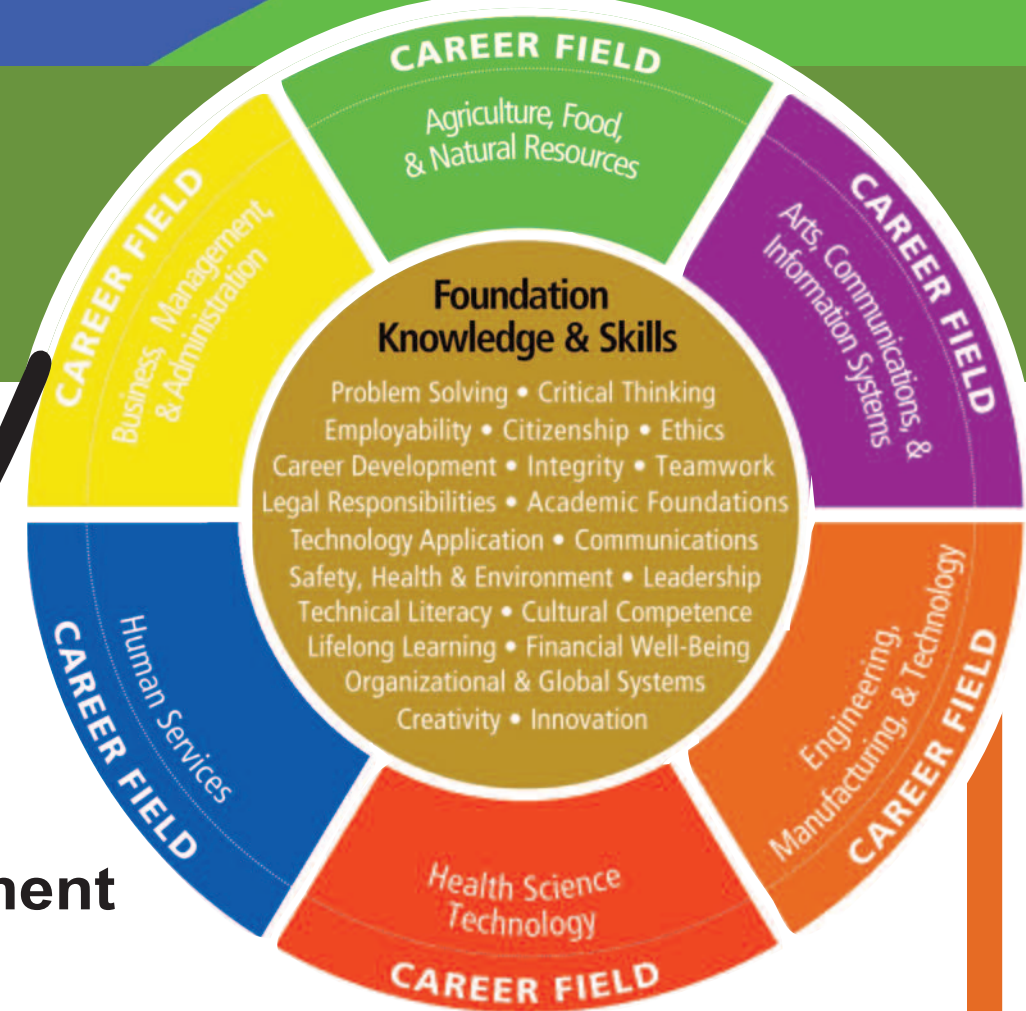 CAREER FIELD
Agriculture, Food,
& Natural Resources
CAREER FIELD
Arts, Communications, &
Information Systems
CAREER FIELD
Engineering,
Manufacturing, & Technology
CAREER FIELD
Health Science
Technology
CAREER FIELD
Human Services
CAREER FIELD
Business, Management,
& Administration
Foundation
Knowledge & Skills
Problem Solving • Critical Thinking
Employability • Citizenship • Ethics
Career Development • Integrity • Teamwork
Legal Responsibilities • Academic Foundations
Technology Application • Communications
Safety, Health & Environment • Leadership
Technical Literacy • Cultural Competence
Lifelong Learning • Financial Well-Being
Organizational & Global Systems
Creativity • Innovation